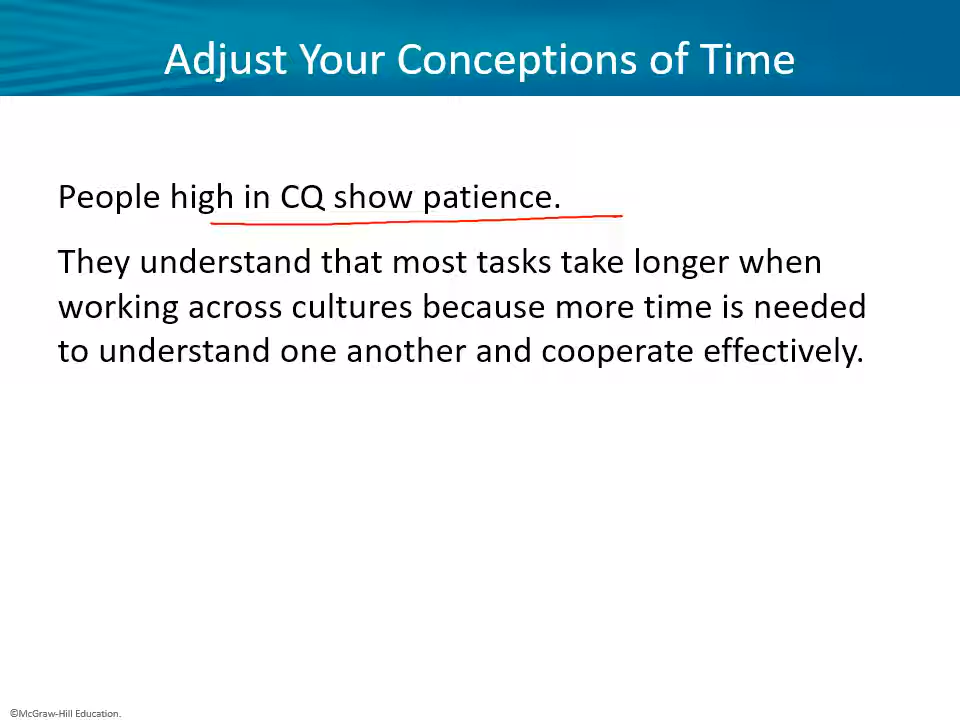 Adjust Your Conceptions of Time
People high in CQ show patience.
They understand that most tasks take longer when
working across cultures because more time is needed
to understand one another and cooperate effectively.
©McGraw-Hill Education.